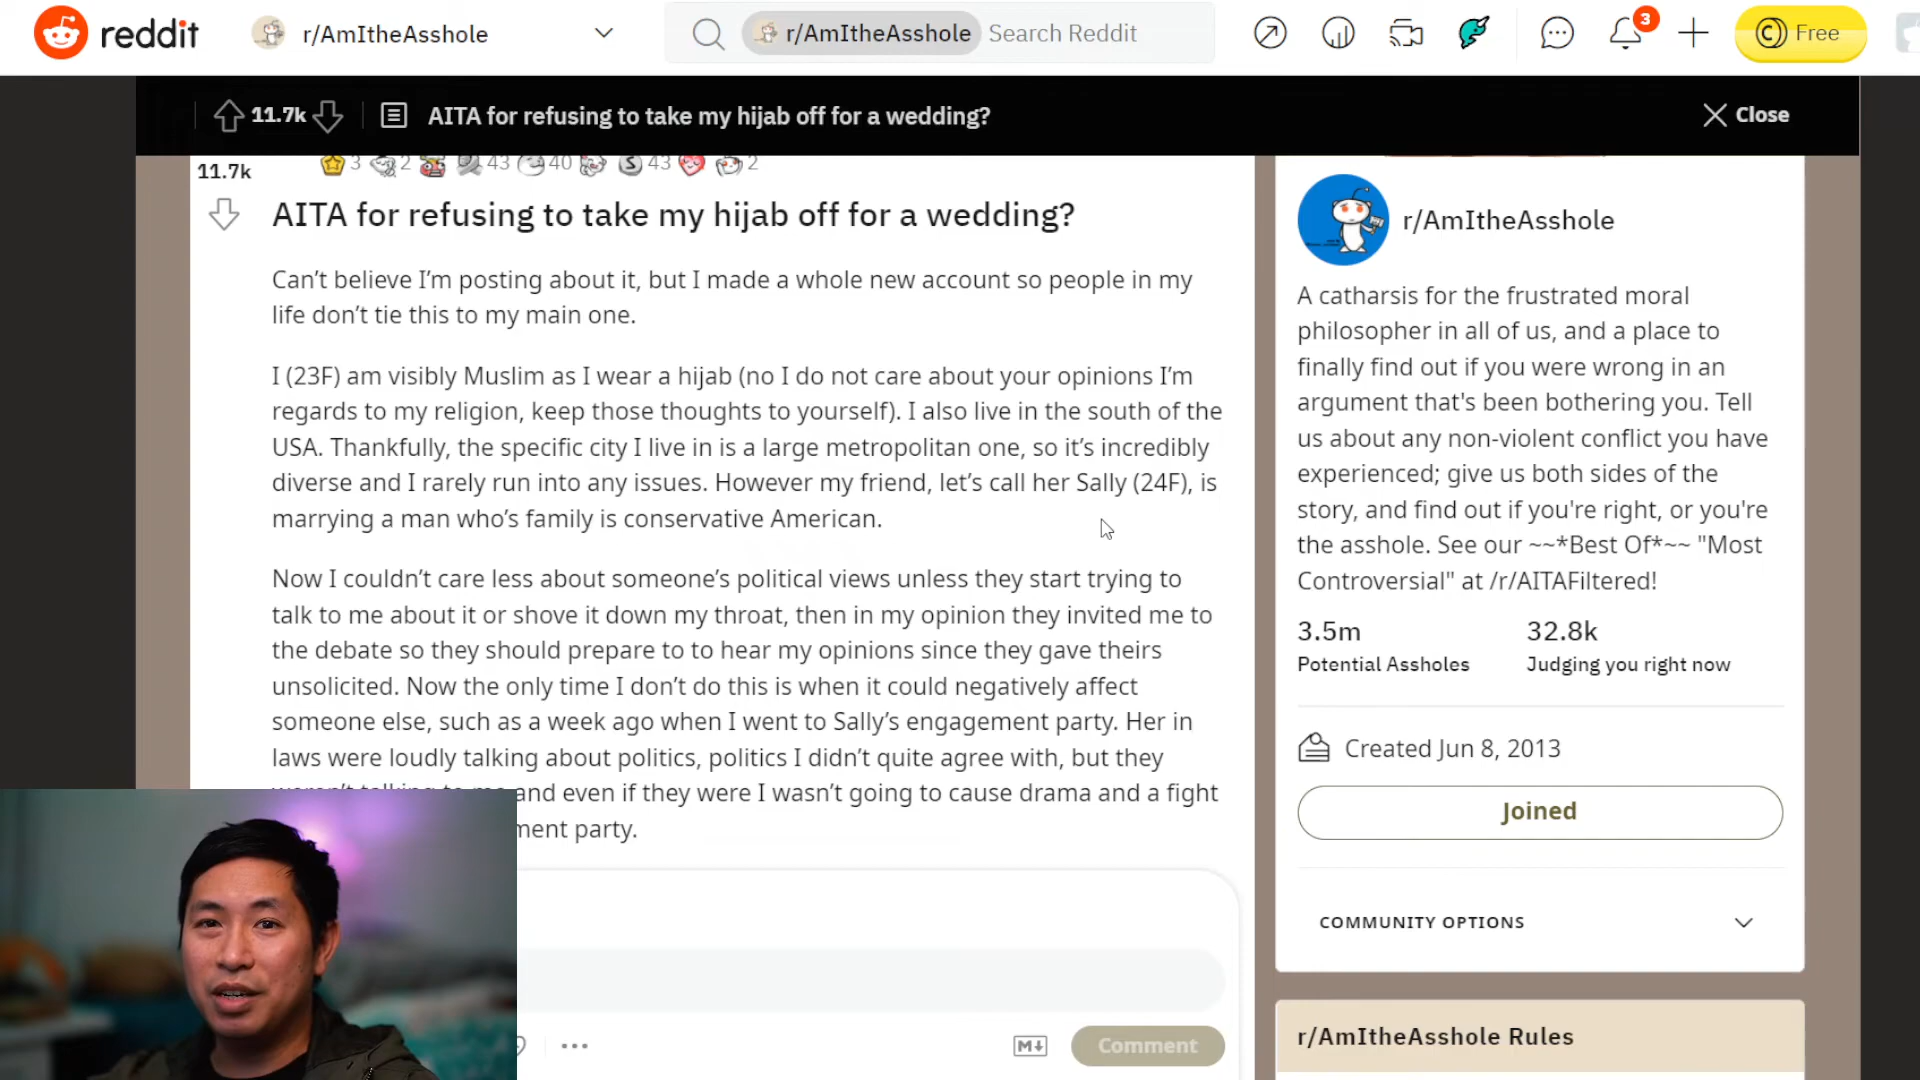 reddit
r/AmItheAsshole
r/AmItheAsshole Search Reddit
3
Free
11.7k
AITA for refusing to take my hijab off for a wedding?
Close
11.7k
3 2 43 40 43 2
AITA for refusing to take my hijab off for a wedding?
Can't believe I'm posting about it, but I made a whole new account so people in my
life don't tie this to my main one.
I (23F) am visibly Muslim as I wear a hijab (no I do not care about your opinions I'm
regards to my religion, keep those thoughts to yourself). I also live in the south of the
USA. Thankfully, the specific city I live in is a large metropolitan one, so it's incredibly
diverse and I rarely run into any issues. However my friend, let's call her Sally (24F), is
marrying a man who's family is conservative American.
Now I couldn't care less about someone's political views unless they start trying to
talk to me about it or shove it down my throat, then in my opinion they invited me to
the debate so they should prepare to to hear my opinions since they gave theirs
unsolicited. Now the only time I don't do this is when it could negatively affect
someone else, such as a week ago when I went to Sally's engagement party. Her in
laws were loudly talking about politics, politics I didn't quite agree with, but they
and even if they were I wasn't going to cause drama and a fight
ment party.
M↓
Comment
r/AmItheAsshole
A catharsis for the frustrated moral
philosopher in all of us, and a place to
finally find out if you were wrong in an
argument that's been bothering you. Tell
us about any non-violent conflict you have
experienced; give us both sides of the
story, and find out if you're right, or you're
the asshole. See our ~~*Best Of*~~ "Most
Controversial" at /r/AITAFiltered!
3.5m
Potential Assholes
32.8k
Judging you right now
Created Jun 8, 2013
Joined
COMMUNITY OPTIONS
r/AmItheAsshole Rules